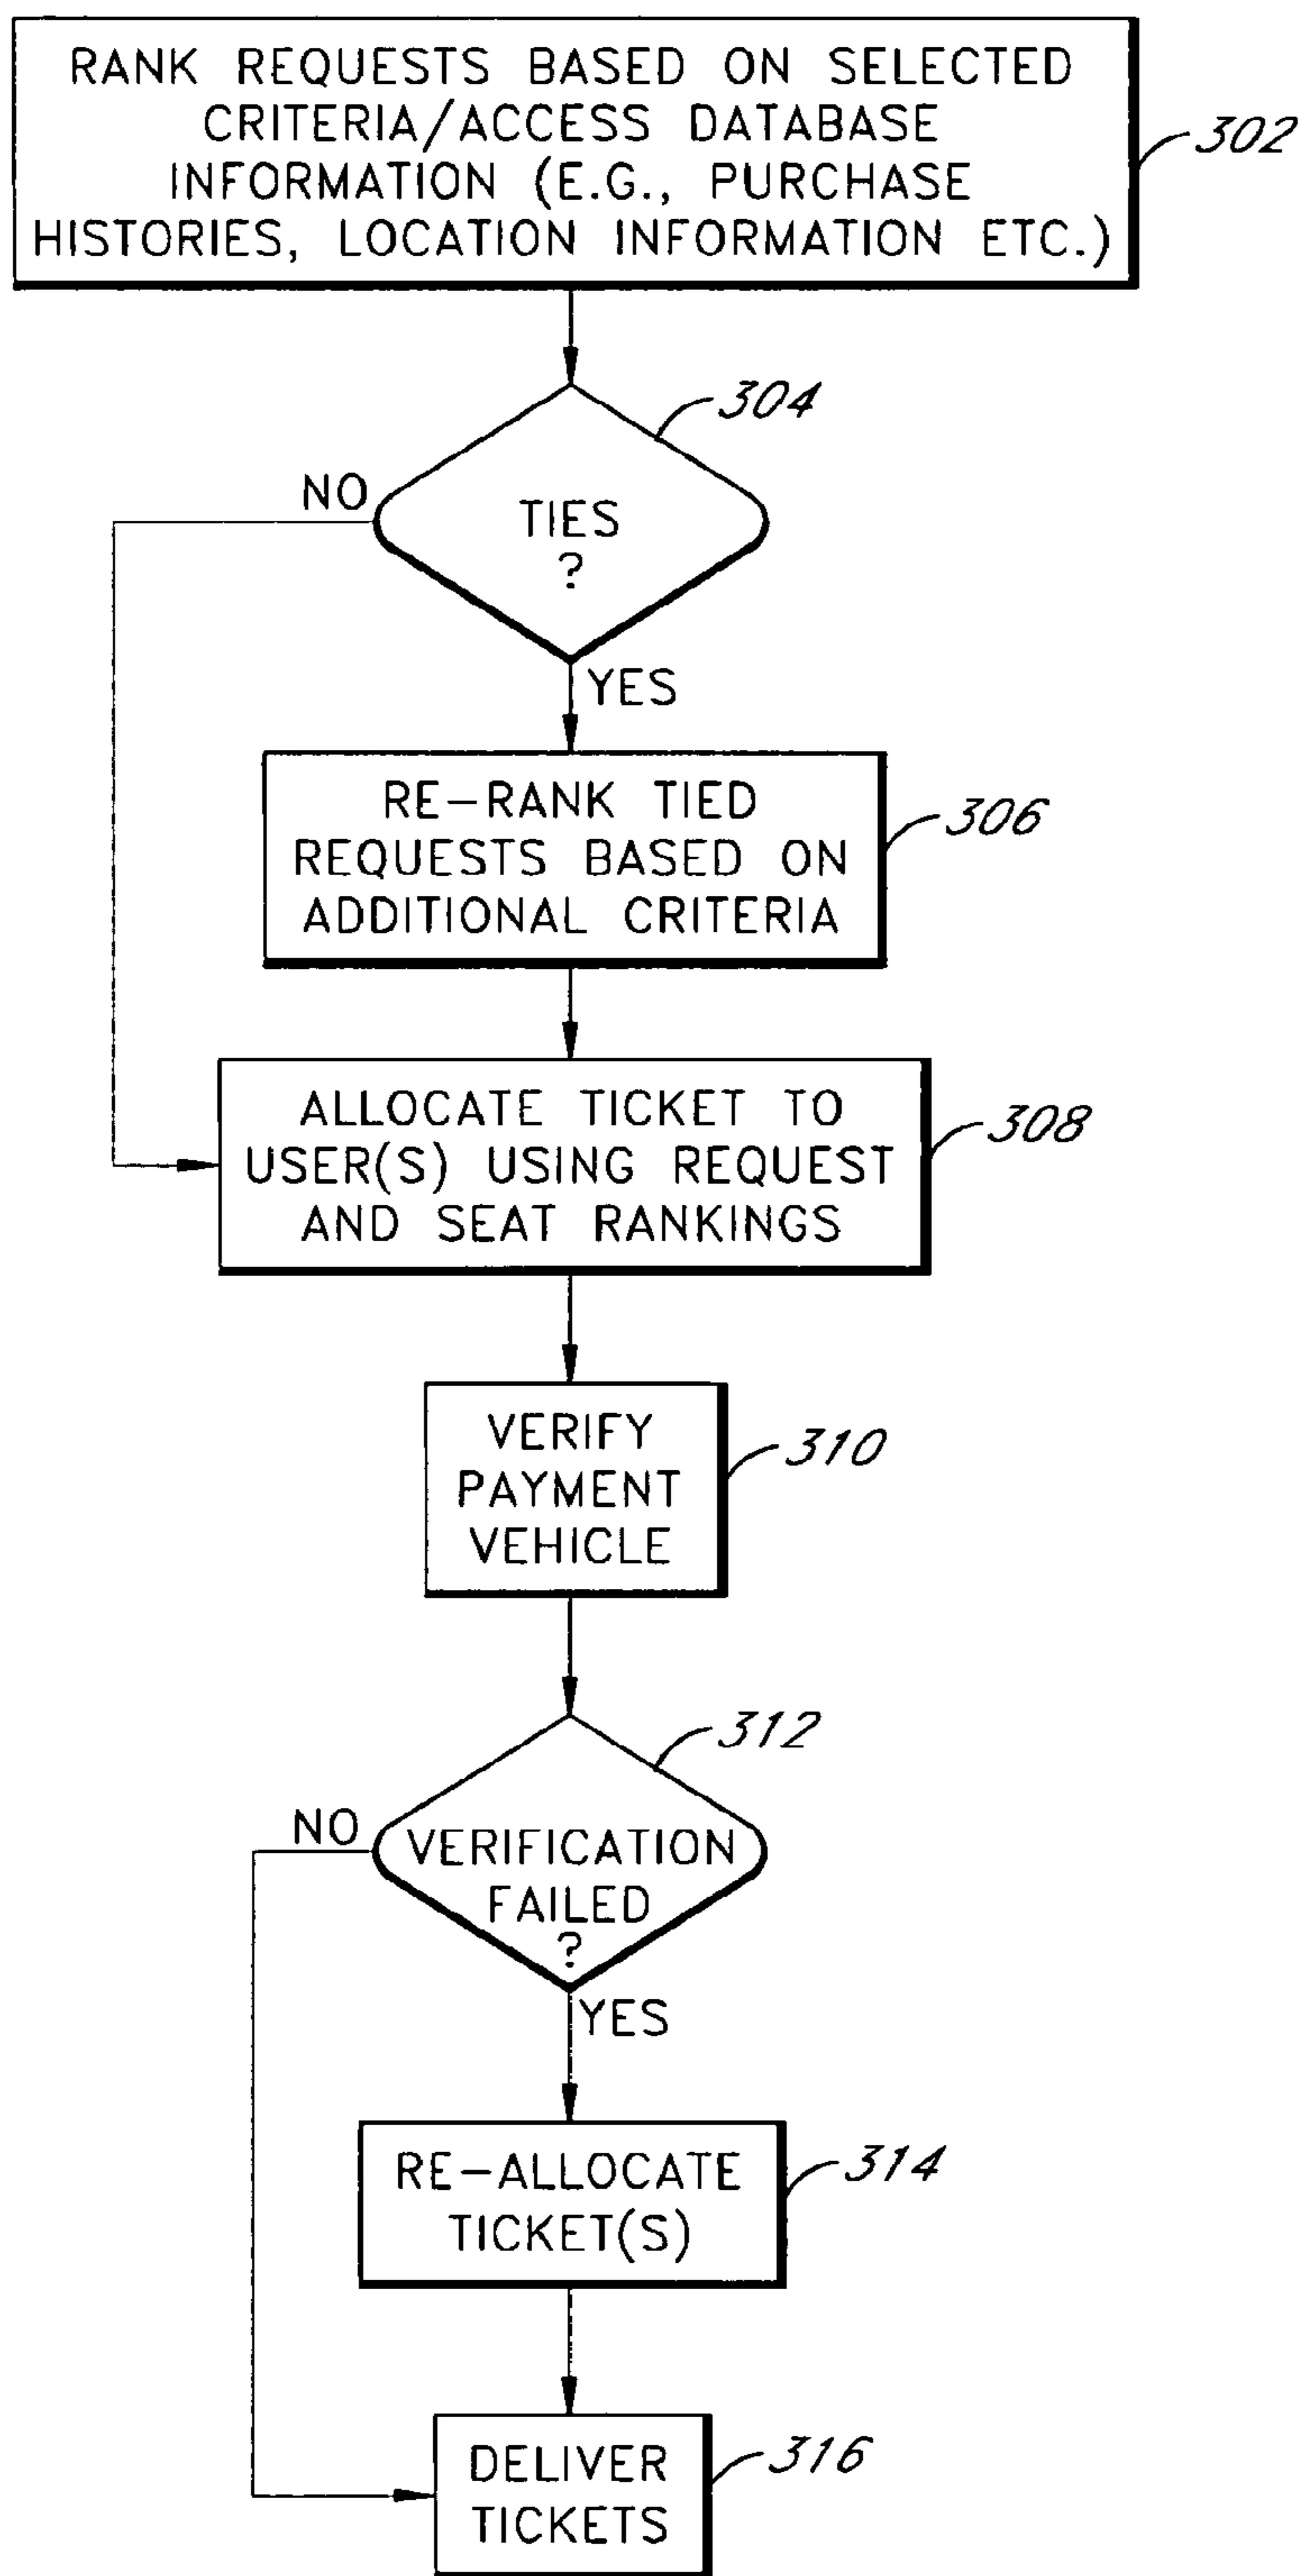 RANK REQUESTS BASED ON SELECTED
CRITERIA/ACCESS DATABASE
INFORMATION (E.G., PURCHASE
HISTORIES, LOCATION INFORMATION ETC.)
302
304
NO
TIES
?
YES
RE-RANK TIED
REQUESTS BASED ON
ADDITIONAL CRITERIA
306
ALLOCATE TICKET TO
USER(S) USING REQUEST
AND SEAT RANKINGS
308
VERIFY
PAYMENT
VEHICLE
310
312
NO
VERIFICATION
FAILED
?
YES
RE-ALLOCATE
TICKET(S)
314
DELIVER
TICKETS
316